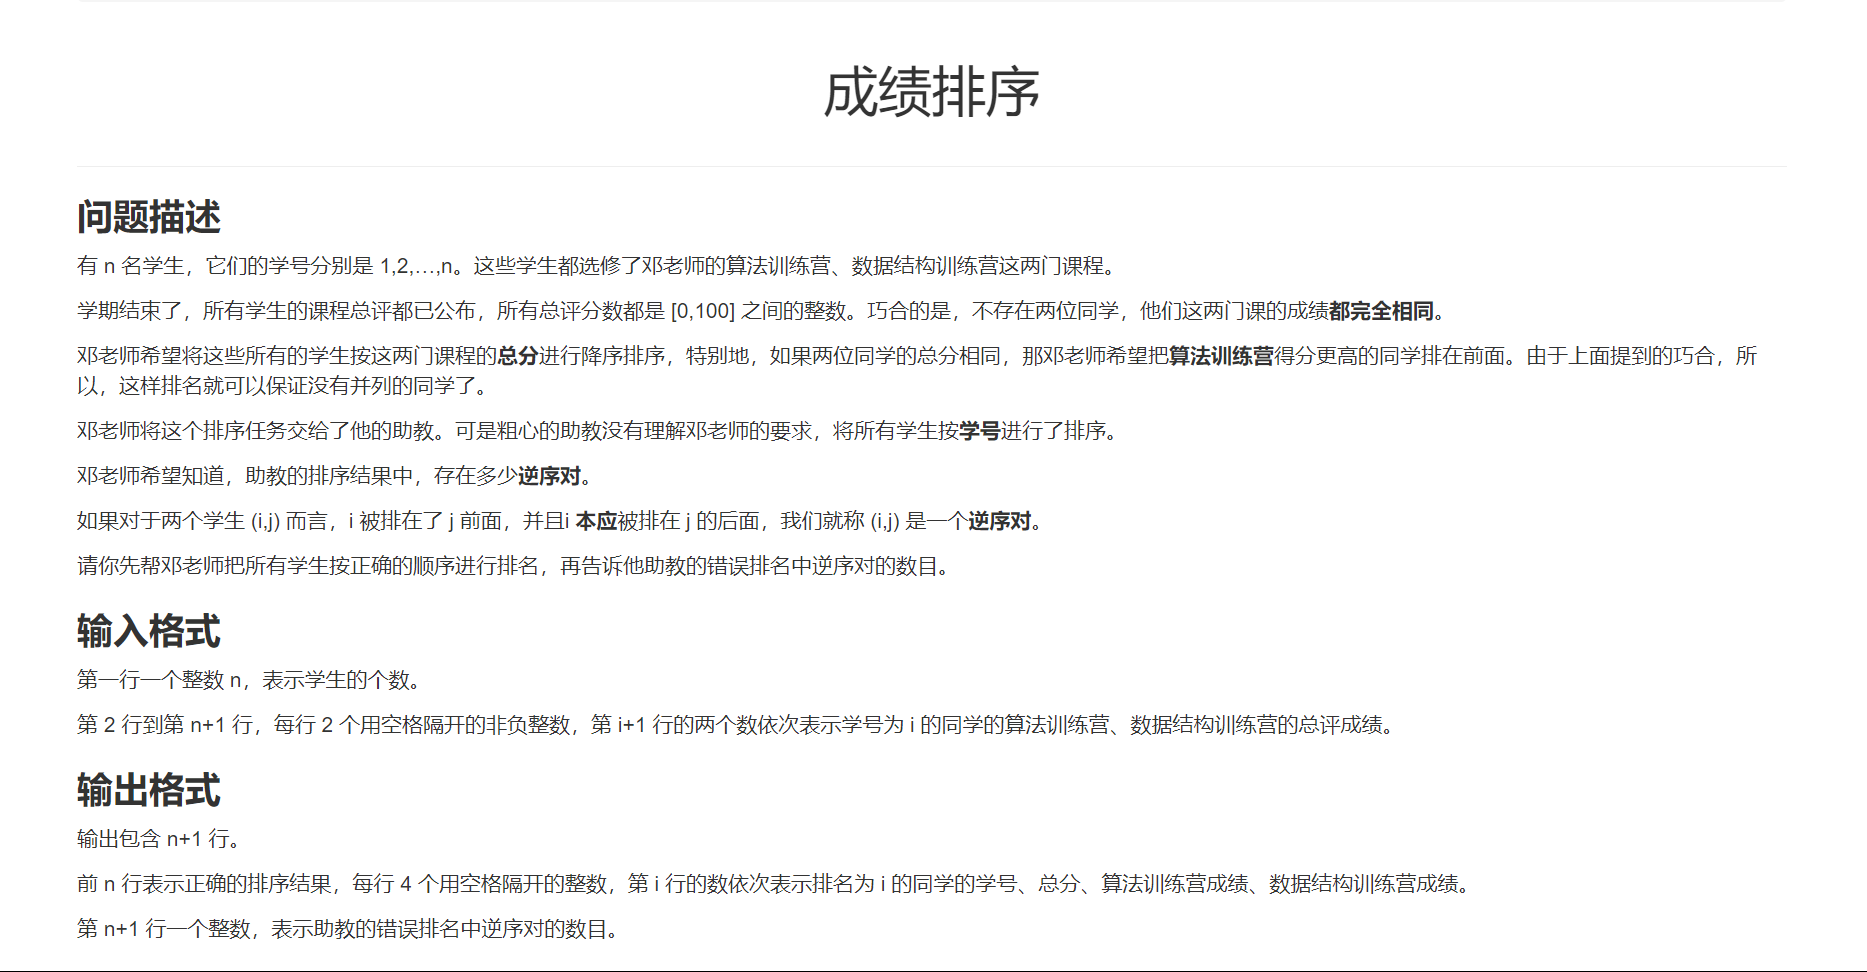 成绩排序
问题描述
有 n 名学生，它们的学号分别是 1,2,…,n。这些学生都选修了邓老师的算法训练营、数据结构训练营这两门课程。
学期结束了，所有学生的课程总评都已公布，所有总评分数都是 [0,100] 之间的整数。巧合的是，不存在两位同学，他们这两门课的成绩都完全相同。
邓老师希望将这些所有的学生按这两门课程的总分进行降序排序，特别地，如果两位同学的总分相同，那邓老师希望把算法训练营得分更高的同学排在前面。由于上面提到的巧合，所
以，这样排名就可以保证没有并列的同学了。
邓老师将这个排序任务交给了他的助教。可是粗心的助教没有理解邓老师的要求，将所有学生按学号进行了排序。
邓老师希望知道，助教的排序结果中，存在多少逆序对。
如果对于两个学生 (i,j) 而言，i 被排在了 j 前面，并且i 本应被排在 j 的后面，我们就称 (i,j) 是一个逆序对。
请你先帮邓老师把所有学生按正确的顺序进行排名，再告诉他助教的错误排名中逆序对的数目。
输入格式
第一行一个整数 n，表示学生的个数。
第 2 行到第 n+1 行，每行 2 个用空格隔开的非负整数，第 i+1 行的两个数依次表示学号为 i 的同学的算法训练营、数据结构训练营的总评成绩。
输出格式
输出包含 n+1 行。
前 n 行表示正确的排序结果，每行 4 个用空格隔开的整数，第 i 行的数依次表示排名为 i 的同学的学号、总分、算法训练营成绩、数据结构训练营成绩。
第 n+1 行一个整数，表示助教的错误排名中逆序对的数目。